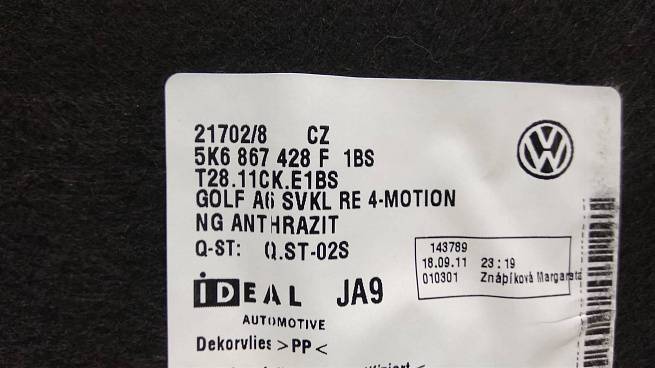 21702/8 CZ
5K6 867 428 F 1BS
T28.11CK.E1BS
GOLF A6 SVKL RE 4-MOTION
NG ANTHRAZIT
Q-ST: Q.ST-02S
143789
18.09.11 23:19
010301 Znápíková Margareta
iDEAL JA9
AUTOMOTIVE
Dekorvlies >PP<